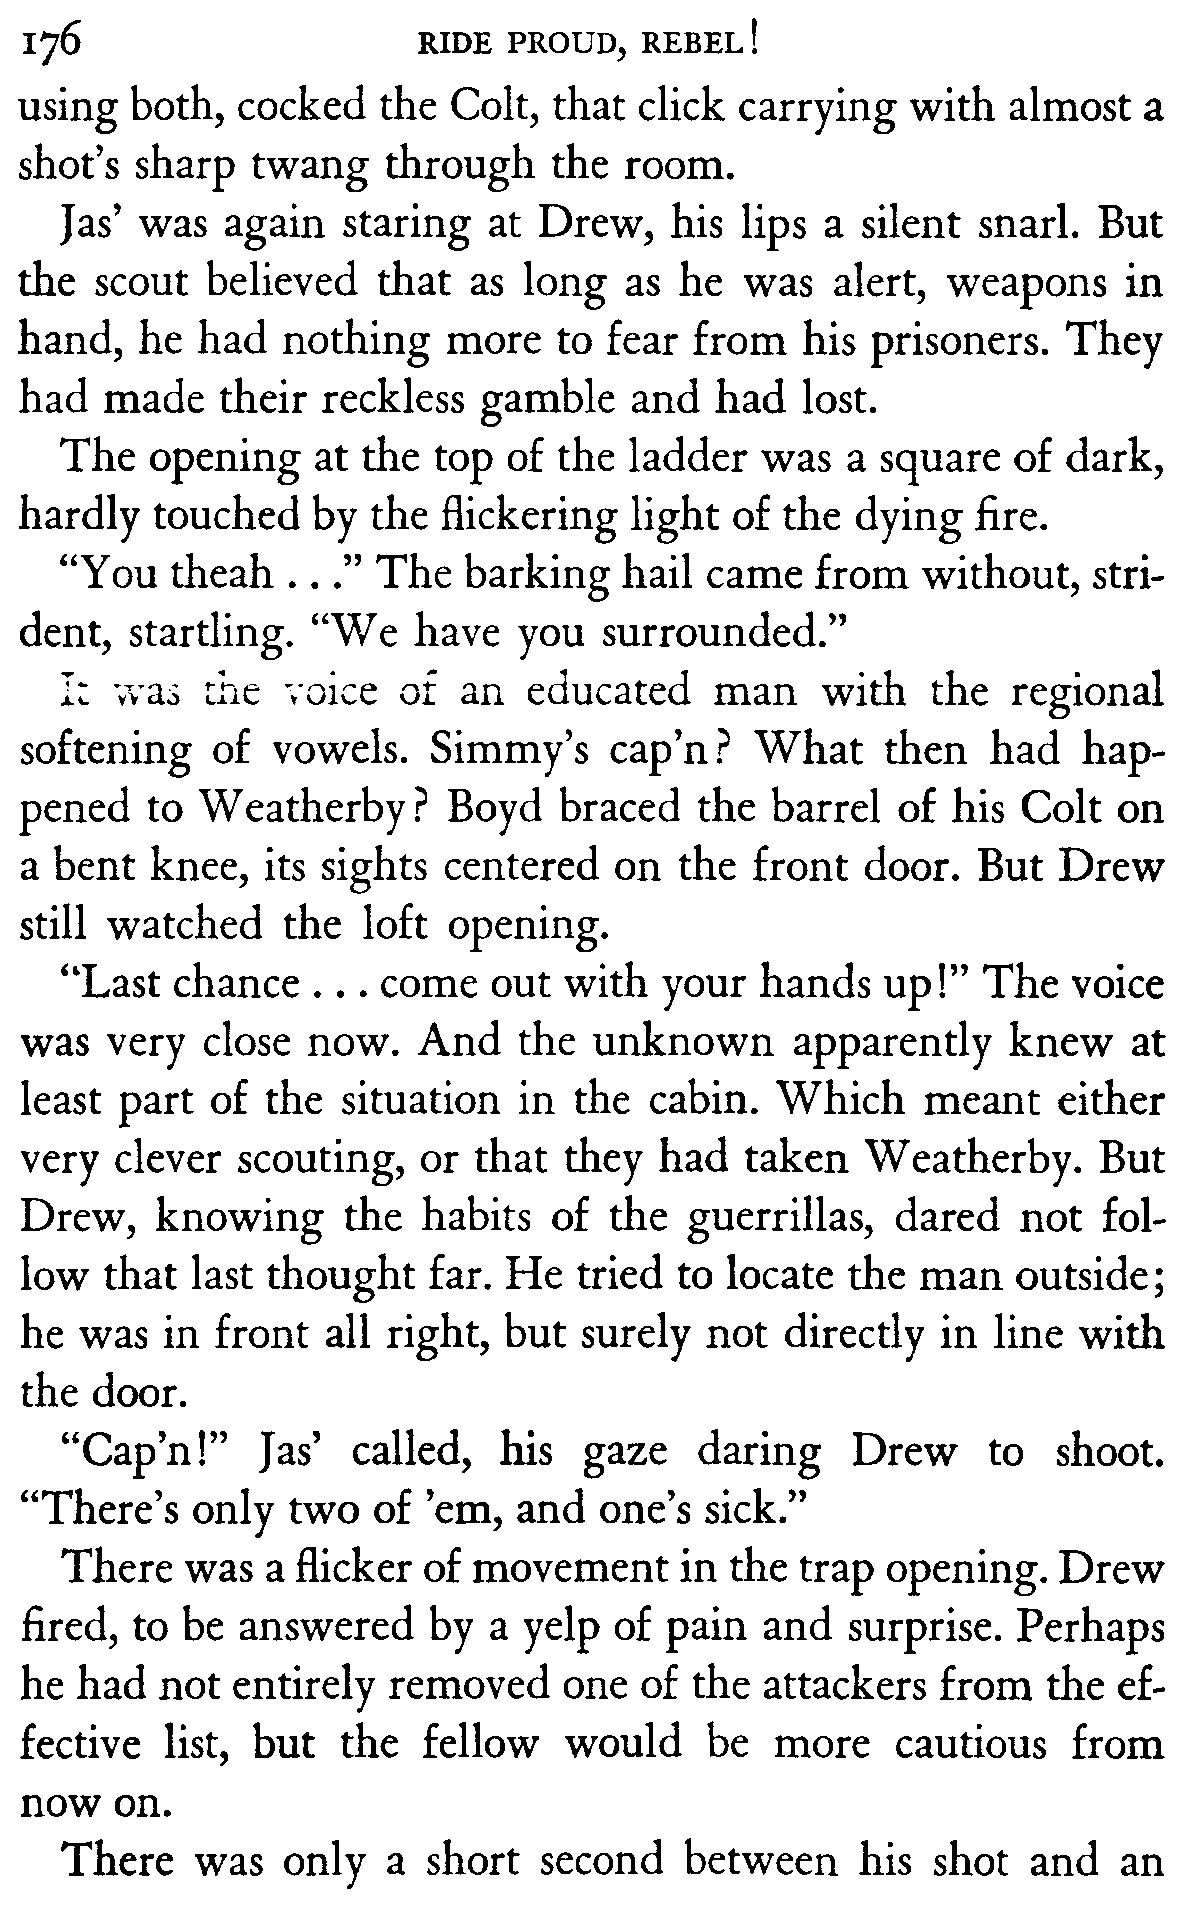 176 RIDE PROUD, REBEL!
using both, cocked the Colt, that click carrying with almost a
shot's sharp twang through the room.
Jas' was again staring at Drew, his lips a silent snarl. But
the scout believed that as long as he was alert, weapons in
hand, he had nothing more to fear from his prisoners. They
had made their reckless gamble and had lost.
The opening at the top of the ladder was a square of dark,
hardly touched by the flickering light of the dying fire.
“You theah . . .” The barking hail came from without, stri-
dent, startling. “We have you surrounded.”
It was the voice of an educated man with the regional
softening of vowels. Simmy's cap'n? What then had hap-
pened to Weatherby? Boyd braced the barrel of his Colt on
a bent knee, its sights centered on the front door. But Drew
still watched the loft opening.
“Last chance . . . come out with your hands up!” The voice
was very close now. And the unknown apparently knew at
least part of the situation in the cabin. Which meant either
very clever scouting, or that they had taken Weatherby. But
Drew, knowing the habits of the guerrillas, dared not fol-
low that last thought far. He tried to locate the man outside;
he was in front all right, but surely not directly in line with
the door.
“Cap'n!” Jas' called, his gaze daring Drew to shoot.
“There's only two of 'em, and one's sick.”
There was a flicker of movement in the trap opening. Drew
fired, to be answered by a yelp of pain and surprise. Perhaps
he had not entirely removed one of the attackers from the ef-
fective list, but the fellow would be more cautious from
now on.
There was only a short second between his shot and an